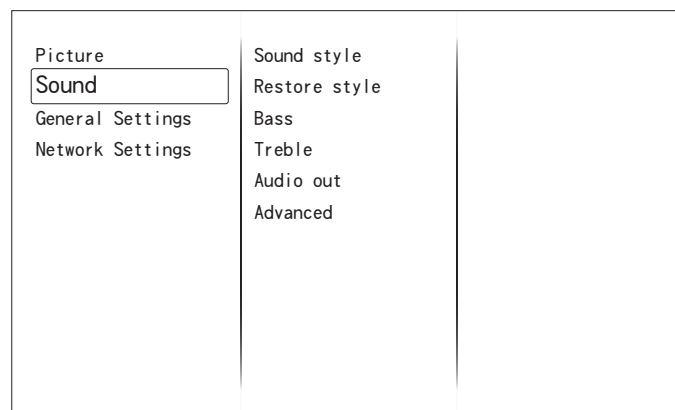 Picture
Sound
General Settings
Network Settings
Sound style
Restore style
Bass
Treble
Audio out
Advanced